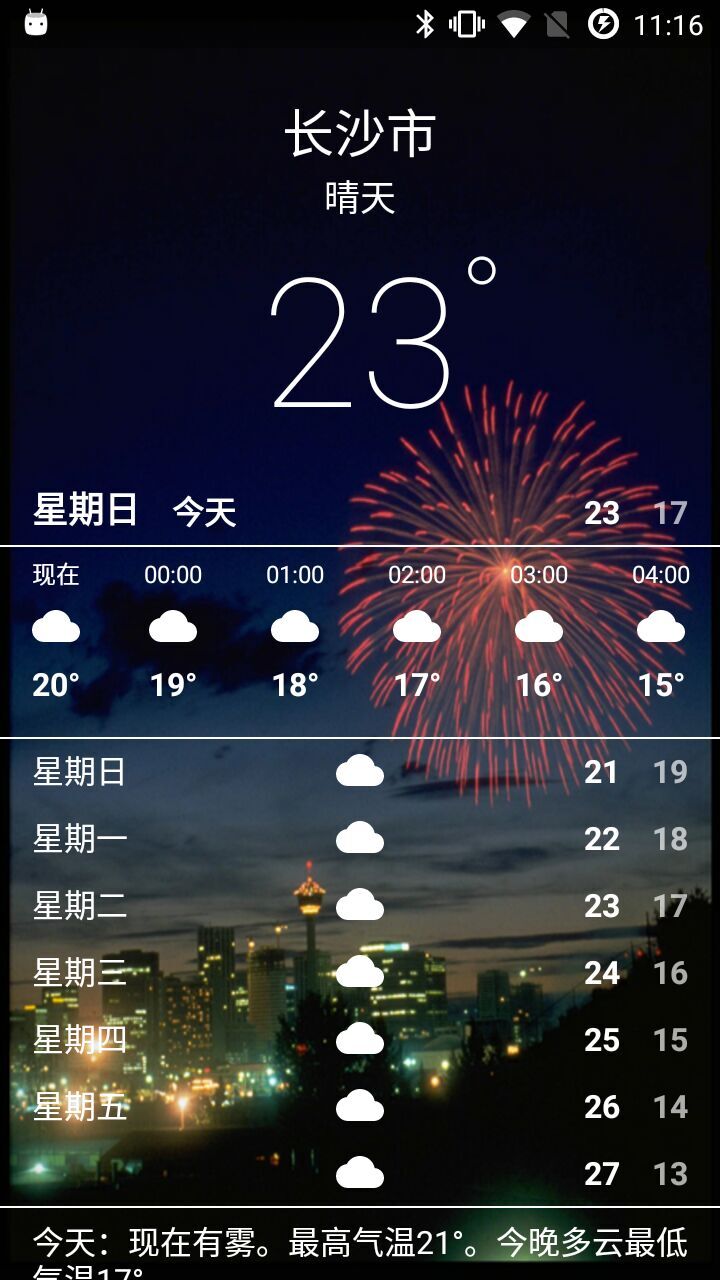 11:16
长沙市
晴天
23°
星期日 今天 23 17
现在 00:00 01:00 02:00 03:00 04:00
20° 19° 18° 17° 16° 15°
星期日 21 19
星期一 22 18
星期二 23 17
星期三 24 16
星期四 25 15
星期五 26 14
27 13
今天：现在有雾。最高气温21°。今晚多云最低
气温17°